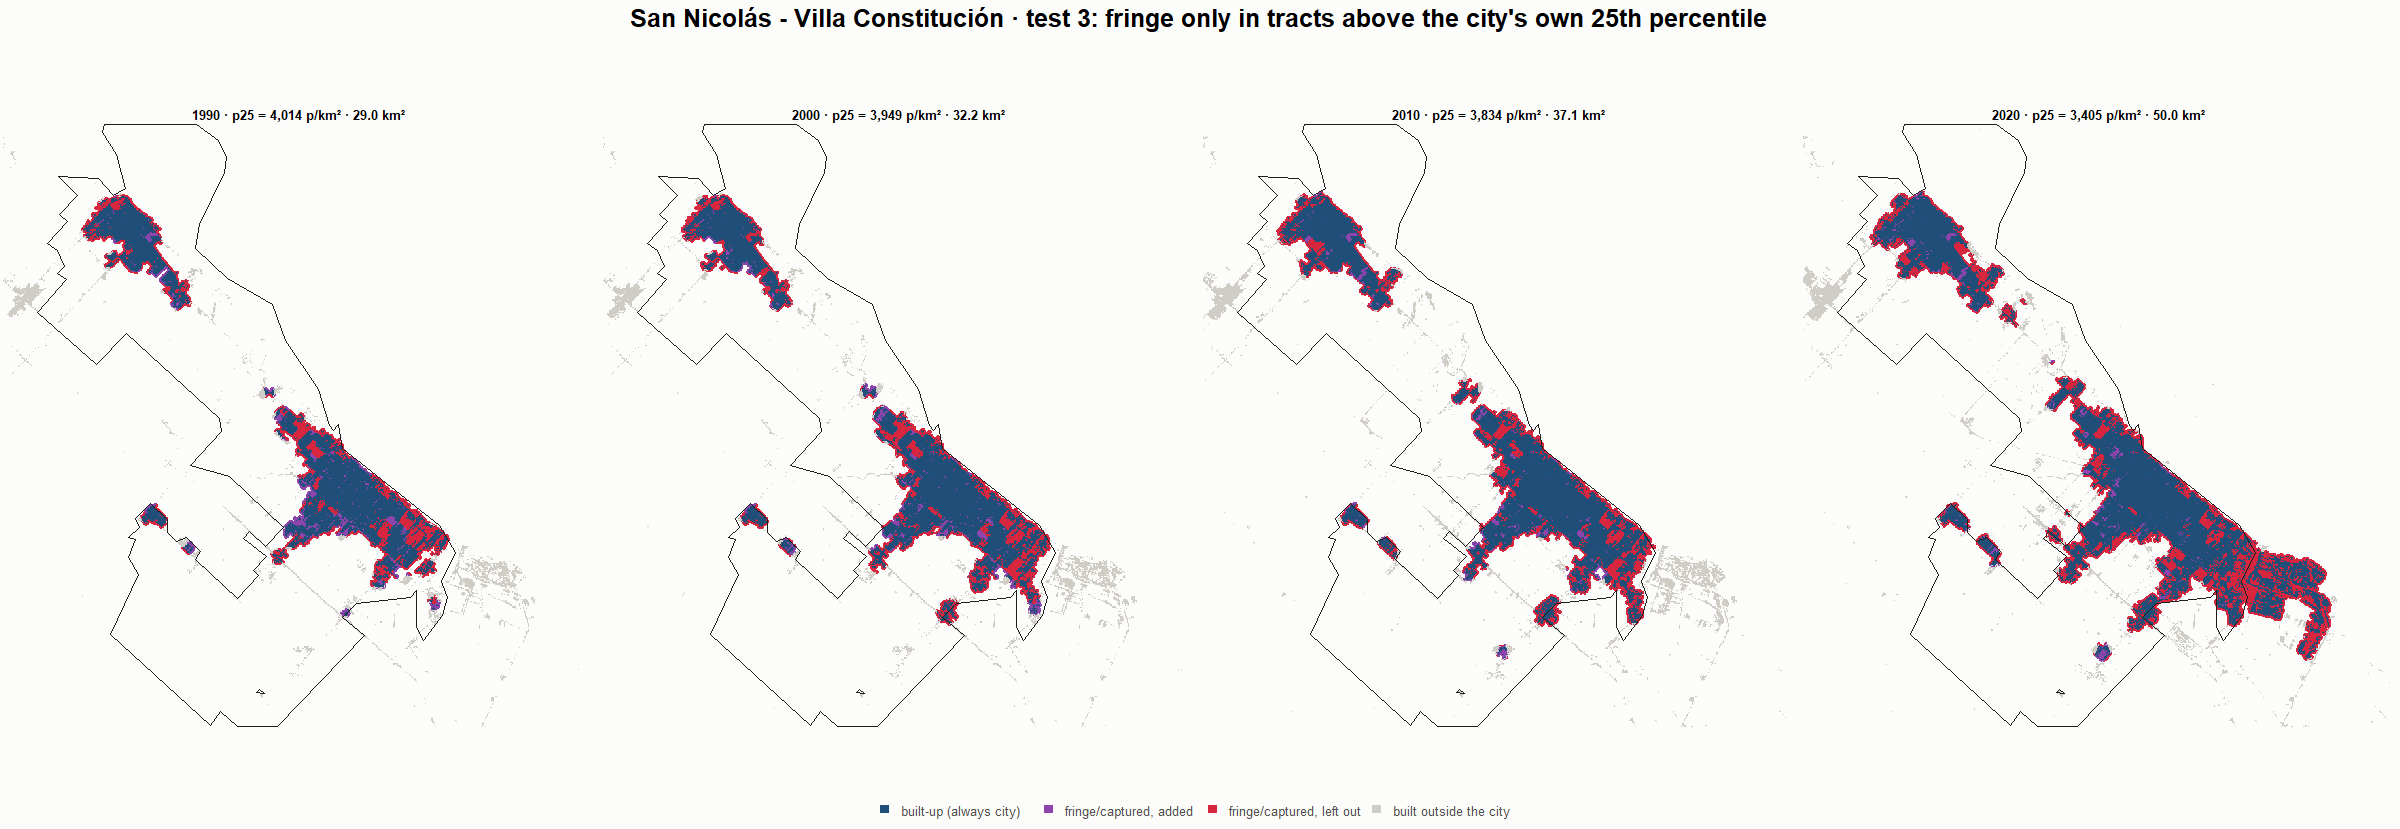 San Nicolás - Villa Constitución · test 3: fringe only in tracts above the city's own 25th percentile
1990 · p25 = 4,014 p/km² · 29.0 km²
2000 · p25 = 3,949 p/km² · 32.2 km²
2010 · p25 = 3,834 p/km² · 37.1 km²
2020 · p25 = 3,405 p/km² · 50.0 km²
built-up (always city)
fringe/captured, added
fringe/captured, left out
built outside the city